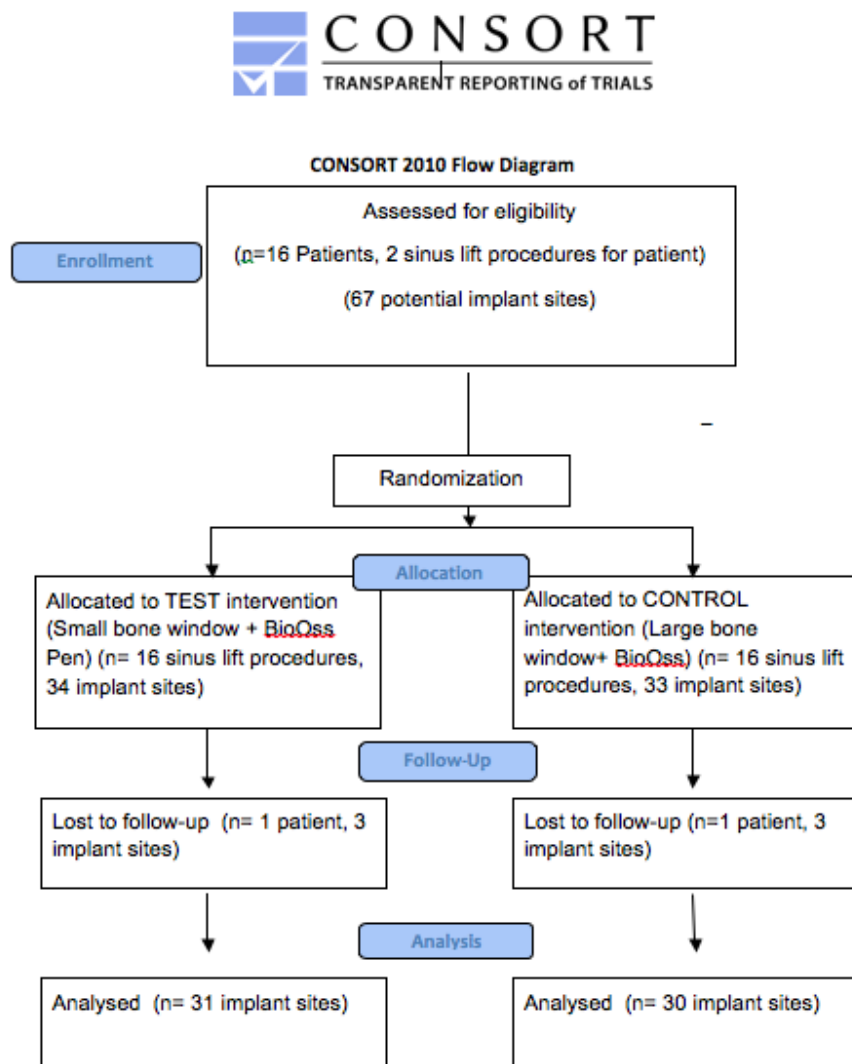 CONSORT
TRANSPARENT REPORTING of TRIALS
CONSORT 2010 Flow Diagram
Assessed for eligibility
(n=16 Patients, 2 sinus lift procedures for patient)
(67 potential implant sites)
Enrollment
Randomization
Allocation
Allocated to TEST intervention
(Small bone window + BioOss
Pen) (n= 16 sinus lift procedures,
34 implant sites)
Allocated to CONTROL
intervention (Large bone
window+ BioOss) (n= 16 sinus lift
procedures, 33 implant sites)
Follow-Up
Lost to follow-up (n= 1 patient, 3
implant sites)
Lost to follow-up (n=1 patient, 3
implant sites)
Analysis
Analysed (n= 31 implant sites)
Analysed (n= 30 implant sites)